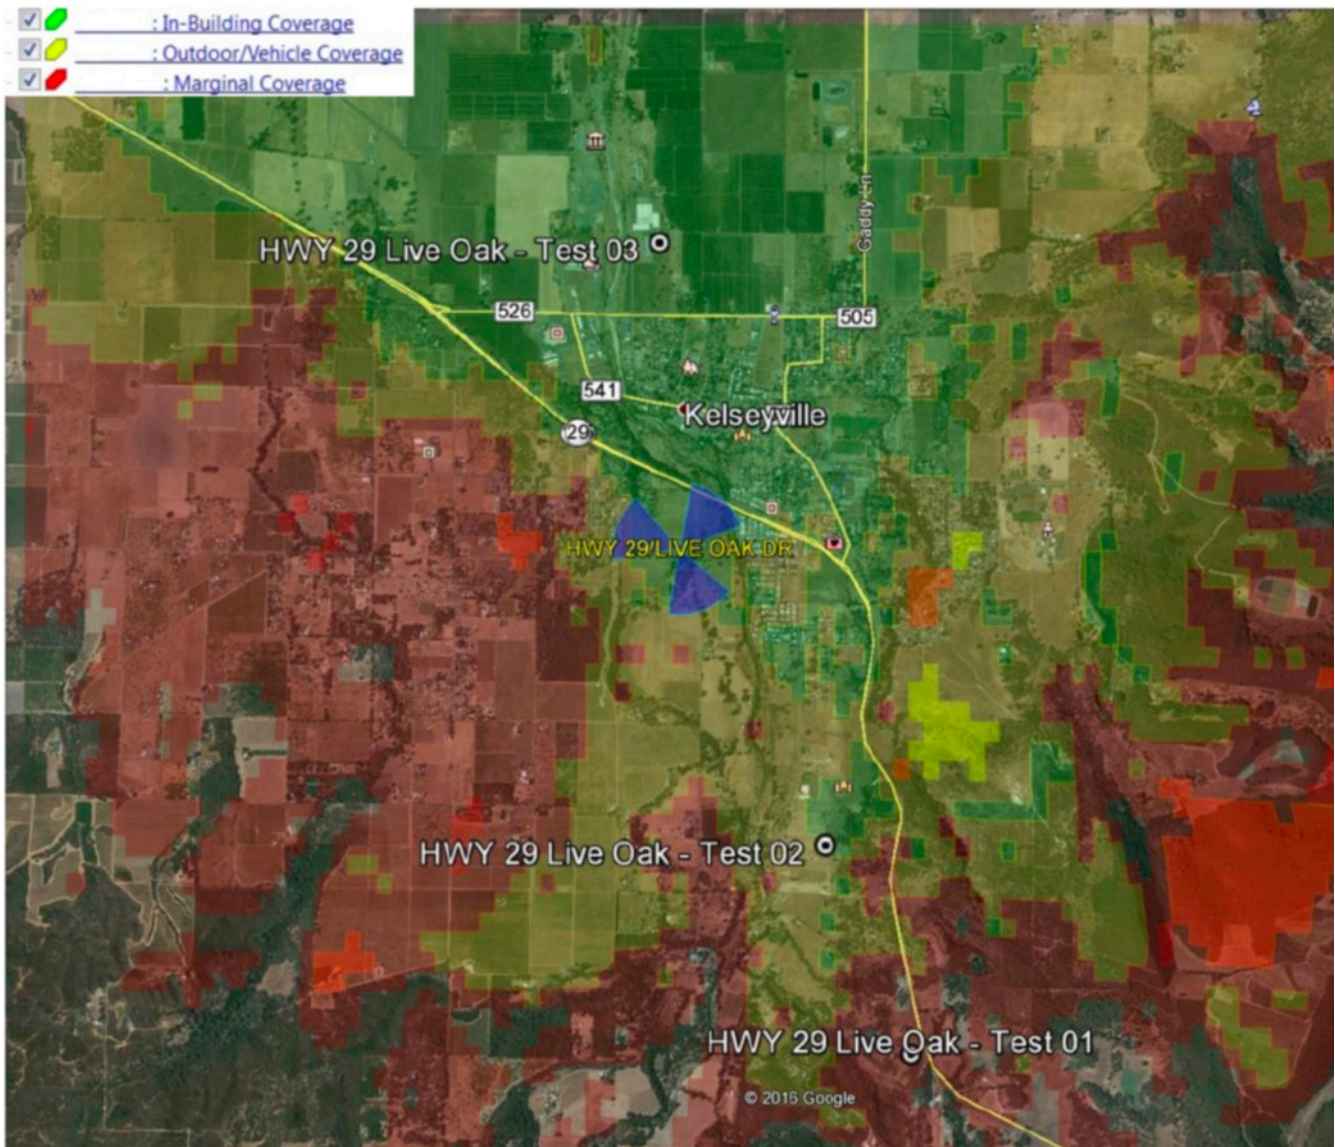 : In-Building Coverage
: Outdoor/Vehicle Coverage
: Marginal Coverage
Gaddy Ln
HWY 29 Live Oak - Test 03
526
505
541
Kelseyville
29
HWY 29/LIVE OAK DR
HWY 29 Live Oak - Test 02
HWY 29 Live Oak - Test 01
© 2016 Google